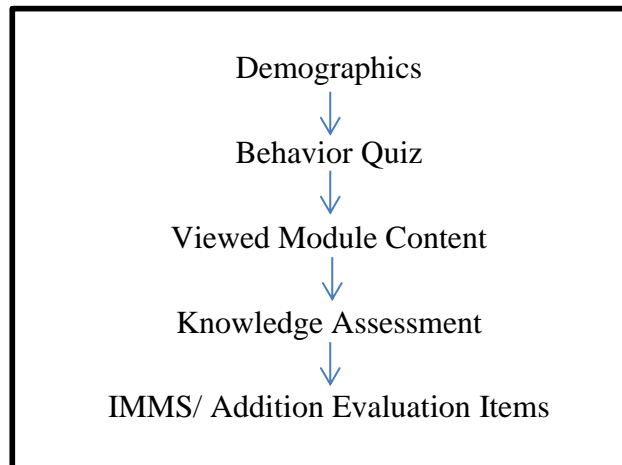 Demographics
Behavior Quiz
Viewed Module Content
Knowledge Assessment
IMMS/ Addition Evaluation Items